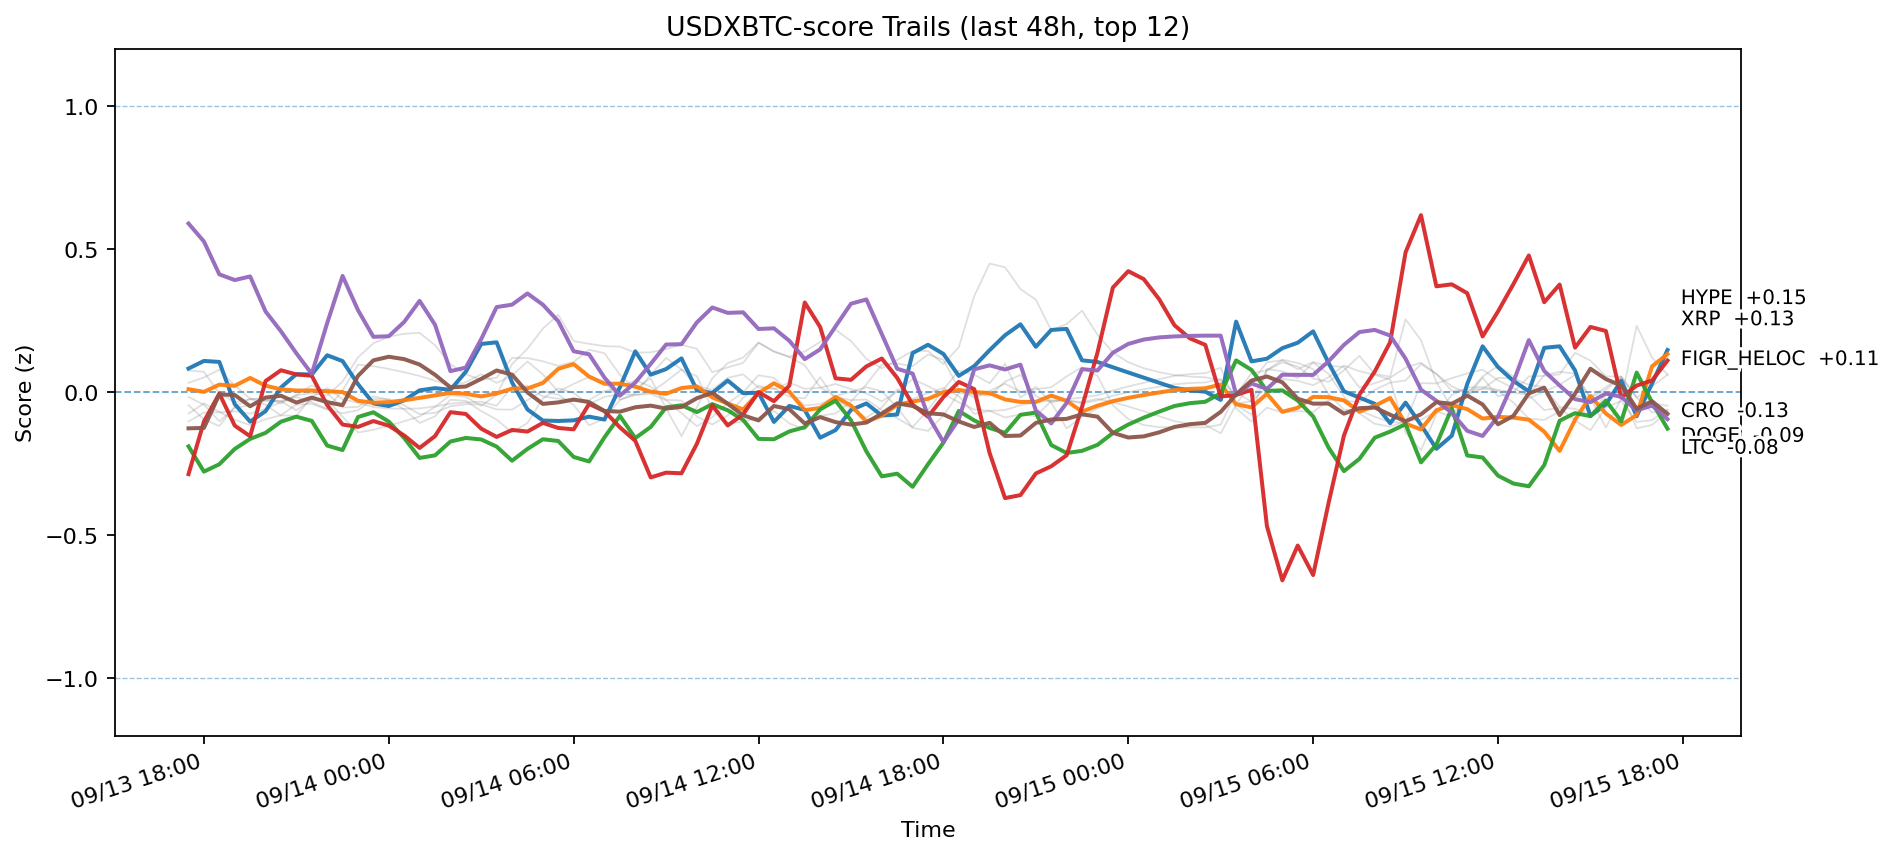 USDXBTC-score Trails (last 48h, top 12)
Score (z)
1.0
0.5
0.0
−0.5
−1.0
HYPE +0.15
XRP +0.13
FIGR_HELOC +0.11
CRO -0.13
DOGE -0.09
LTC -0.08
09/13 18:00
09/14 00:00
09/14 06:00
09/14 12:00
09/14 18:00
09/15 00:00
09/15 06:00
09/15 12:00
09/15 18:00
Time